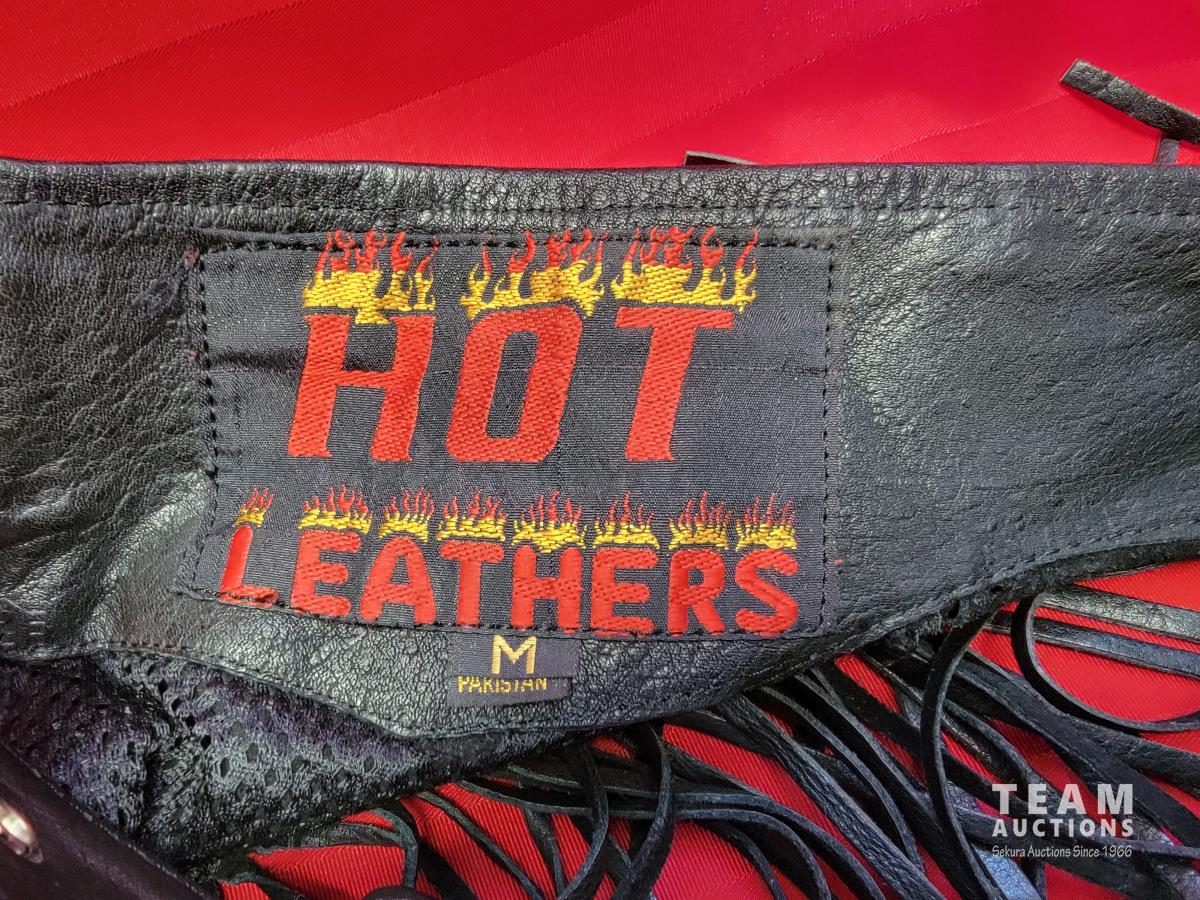 HOT
LEATHERS
M
PAKISTAN
TEAM
AUCTIONS
Sekura Auctions Since 1966